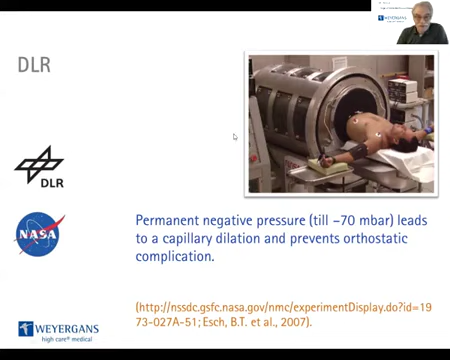 WEYERGANS
DLR
DLR
NASA
Permanent negative pressure (till –70 mbar) leads
to a capillary dilation and prevents orthostatic
complication.
(http://nssdc.gsfc.nasa.gov/nmc/experimentDisplay.do?id=19
73-027A-51; Esch, B.T. et al., 2007).
WEYERGANS
high care® medical